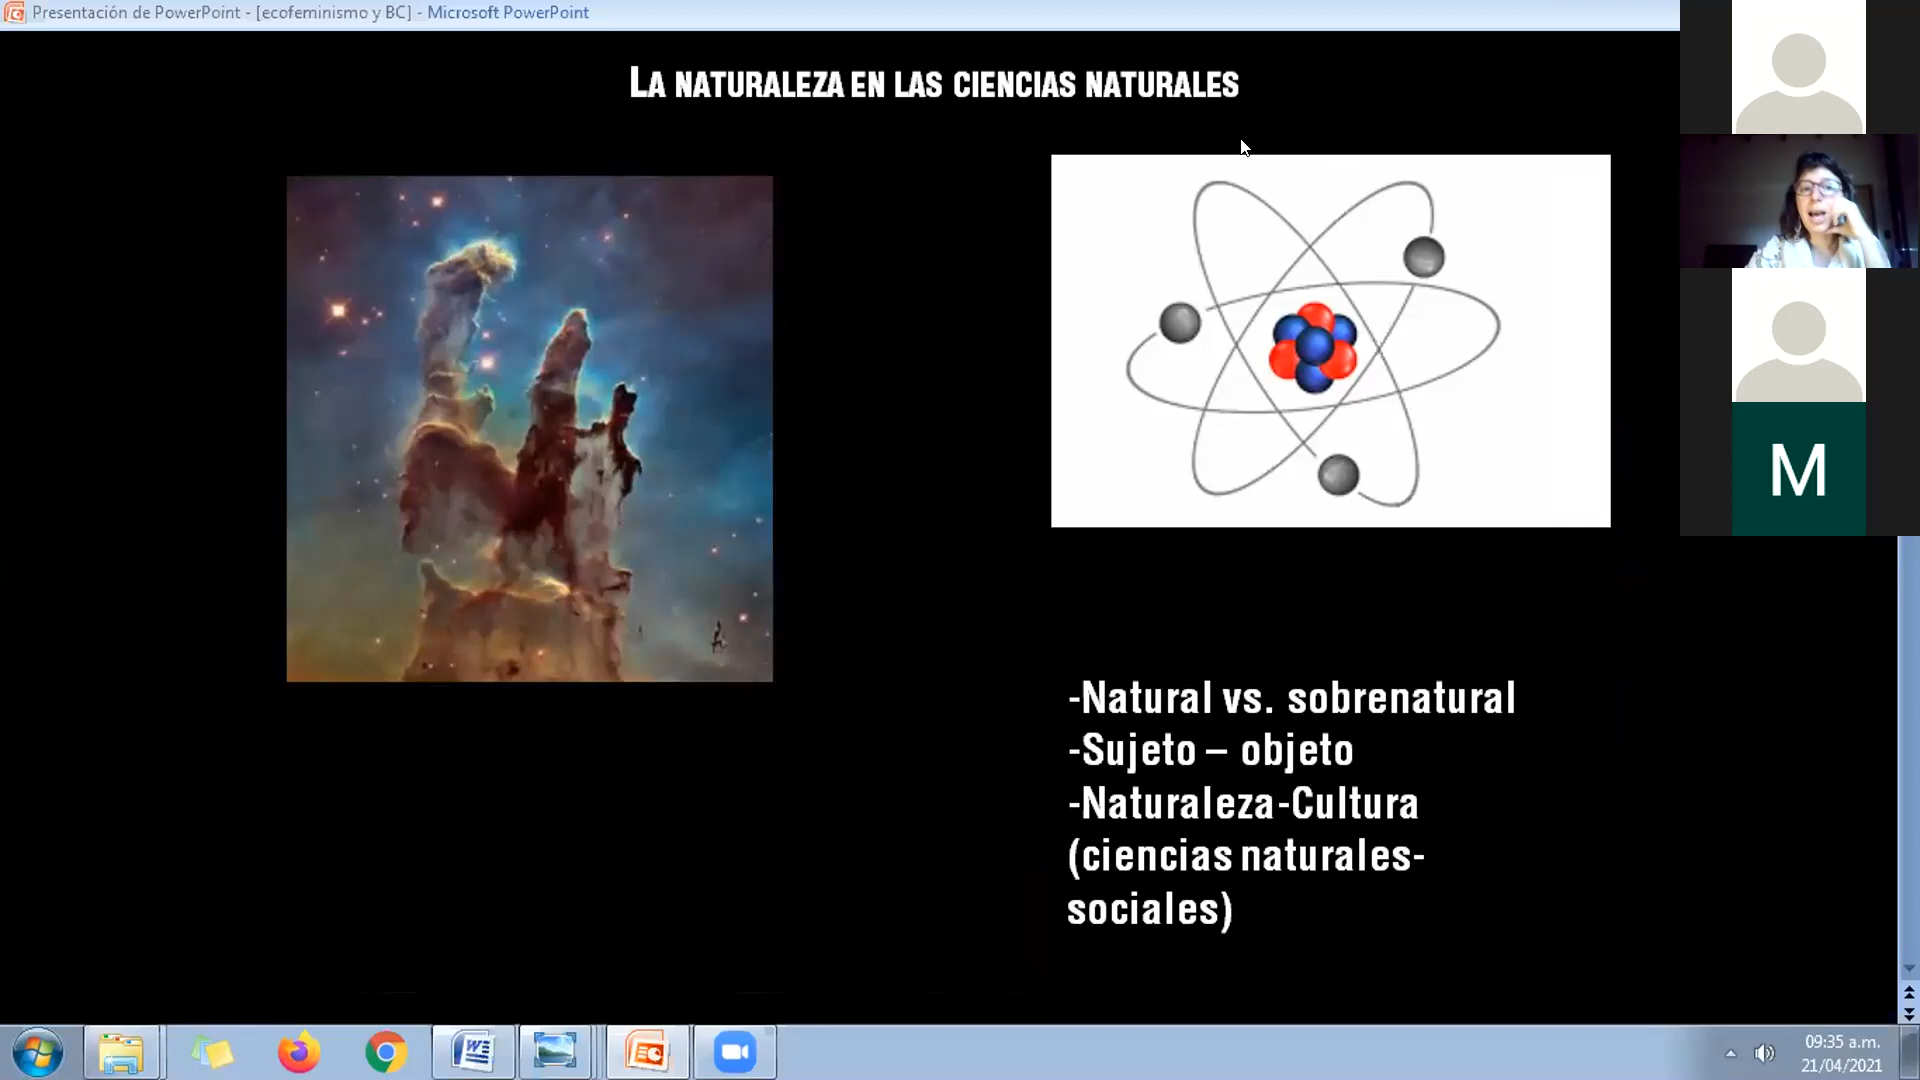 Presentación de PowerPoint - [ecofeminismo y BC] - Microsoft PowerPoint
LA NATURALEZA EN LAS CIENCIAS NATURALES
M
-Natural vs. sobrenatural
-Sujeto – objeto
-Naturaleza-Cultura
(ciencias naturales-
sociales)
09:35 a.m.
21/04/2021